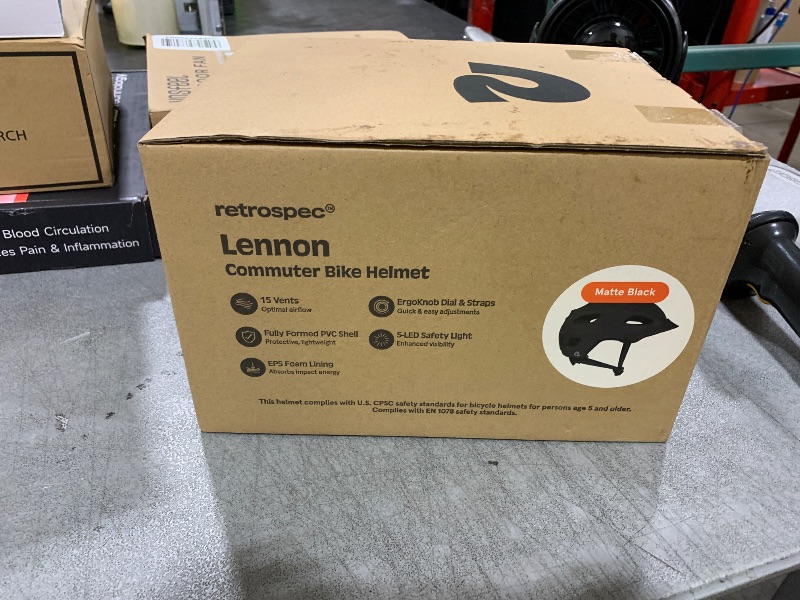 retrospec
Lennon
Commuter Bike Helmet
15 Vents
Optimal airflow
Fully Formed PVC Shell
Protective, lightweight
EPS Foam Lining
Absorbs impact energy
ErgoKnob Dial & Straps
Quick & easy adjustments
5-LED Safety Light
Enhanced visibility
Matte Black
This helmet complies with U.S. CPSC safety standards for bicycle helmets for persons age 5 and older.
Complies with EN 1078 safety standards.
RCH
Blood Circulation
es Pain & Inflammation
OOR FAN